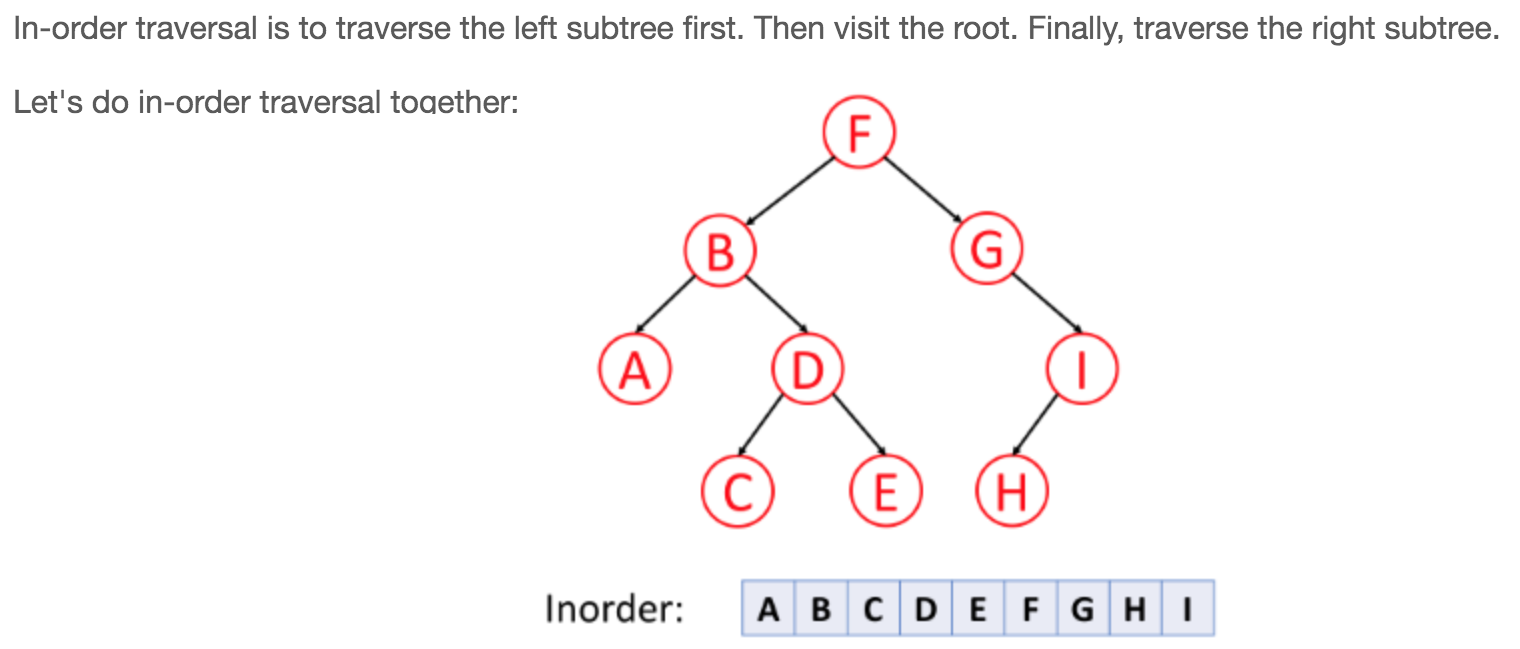 In-order traversal is to traverse the left subtree first. Then visit the root. Finally, traverse the right subtree.
Let's do in-order traversal together:
F
B G
A D I
C E H
Inorder: A B C D E F G H I